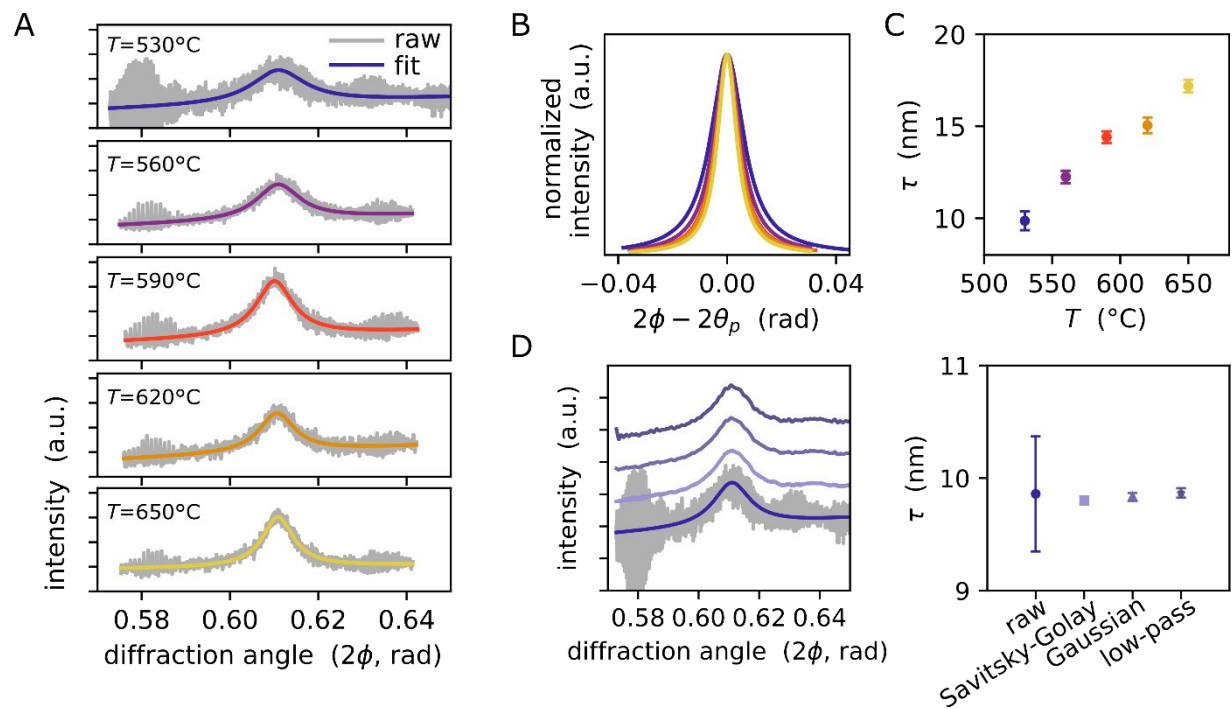 A
T=530°C
raw
fit
T=560°C
T=590°C
T=620°C
T=650°C
intensity (a.u.)
0.58 0.60 0.62 0.64
diffraction angle (2ϕ, rad)
B
normalized
intensity (a.u.)
−0.04 0.00 0.04
2ϕ − 2θp (rad)
C
20
15
10
τ (nm)
500 550 600 650
T (°C)
D
intensity (a.u.)
0.58 0.60 0.62 0.64
diffraction angle (2ϕ, rad)
11
10
9
τ (nm)
raw
Savitsky-Golay
Gaussian
low-pass